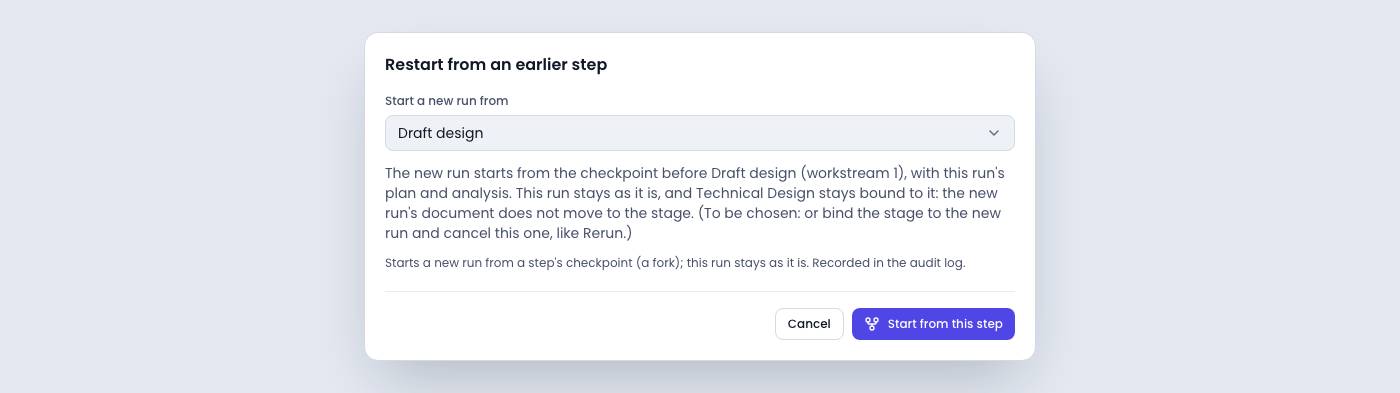 Restart from an earlier step
Start a new run from
Draft design
The new run starts from the checkpoint before Draft design (workstream 1), with this run's
plan and analysis. This run stays as it is, and Technical Design stays bound to it: the new
run's document does not move to the stage. (To be chosen: or bind the stage to the new
run and cancel this one, like Rerun.)
Starts a new run from a step's checkpoint (a fork); this run stays as it is. Recorded in the audit log.
Cancel
Start from this step